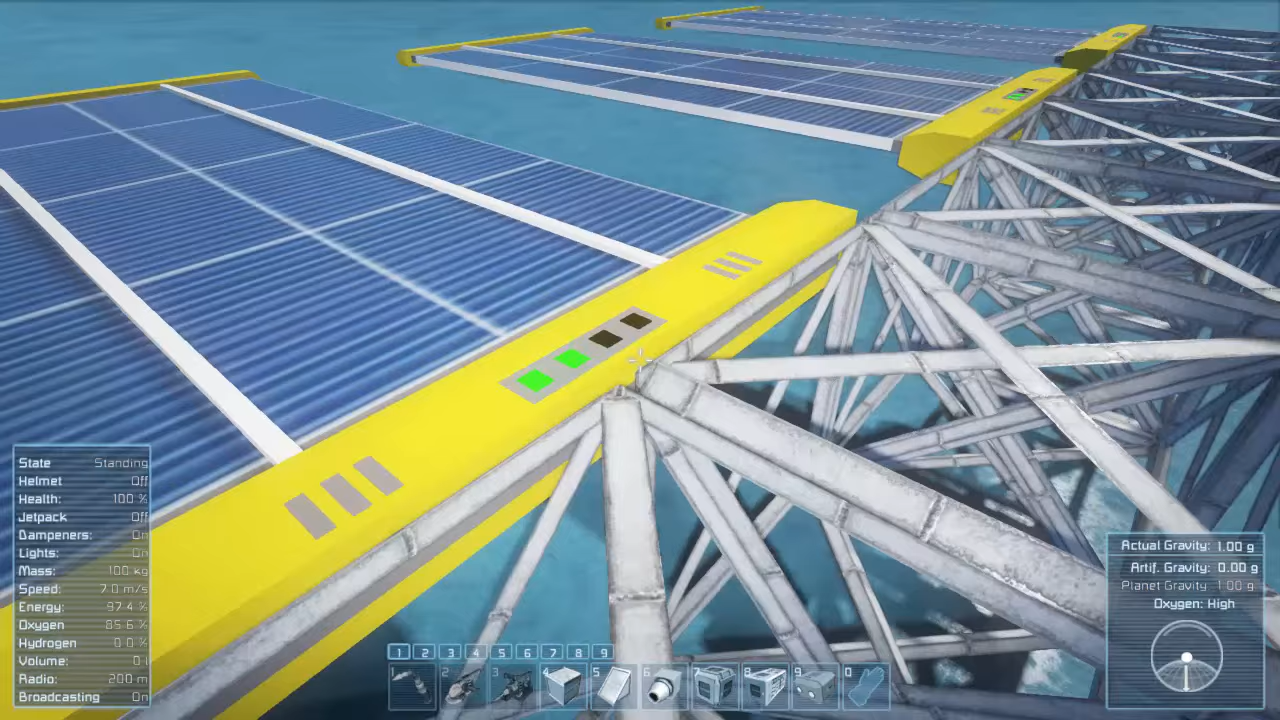 State Standing
Helmet Off
Health: 100 %
Jetpack Off
Dampeners: On
Lights: On
Mass: 100 kg
Speed: 7.0 m/s
Energy: 97.4 %
Oxygen 85.6 %
Hydrogen 0.0 %
Volume: 0 l
Radio: 200 m
Broadcasting On
1 2 3 4 5 6 7 8 9
1 2 3 4 5 6 7 8 9 0
Actual Gravity: 1.00 g
Artif. Gravity: 0.00 g
Planet Gravity 1.00 g
Oxygen: High